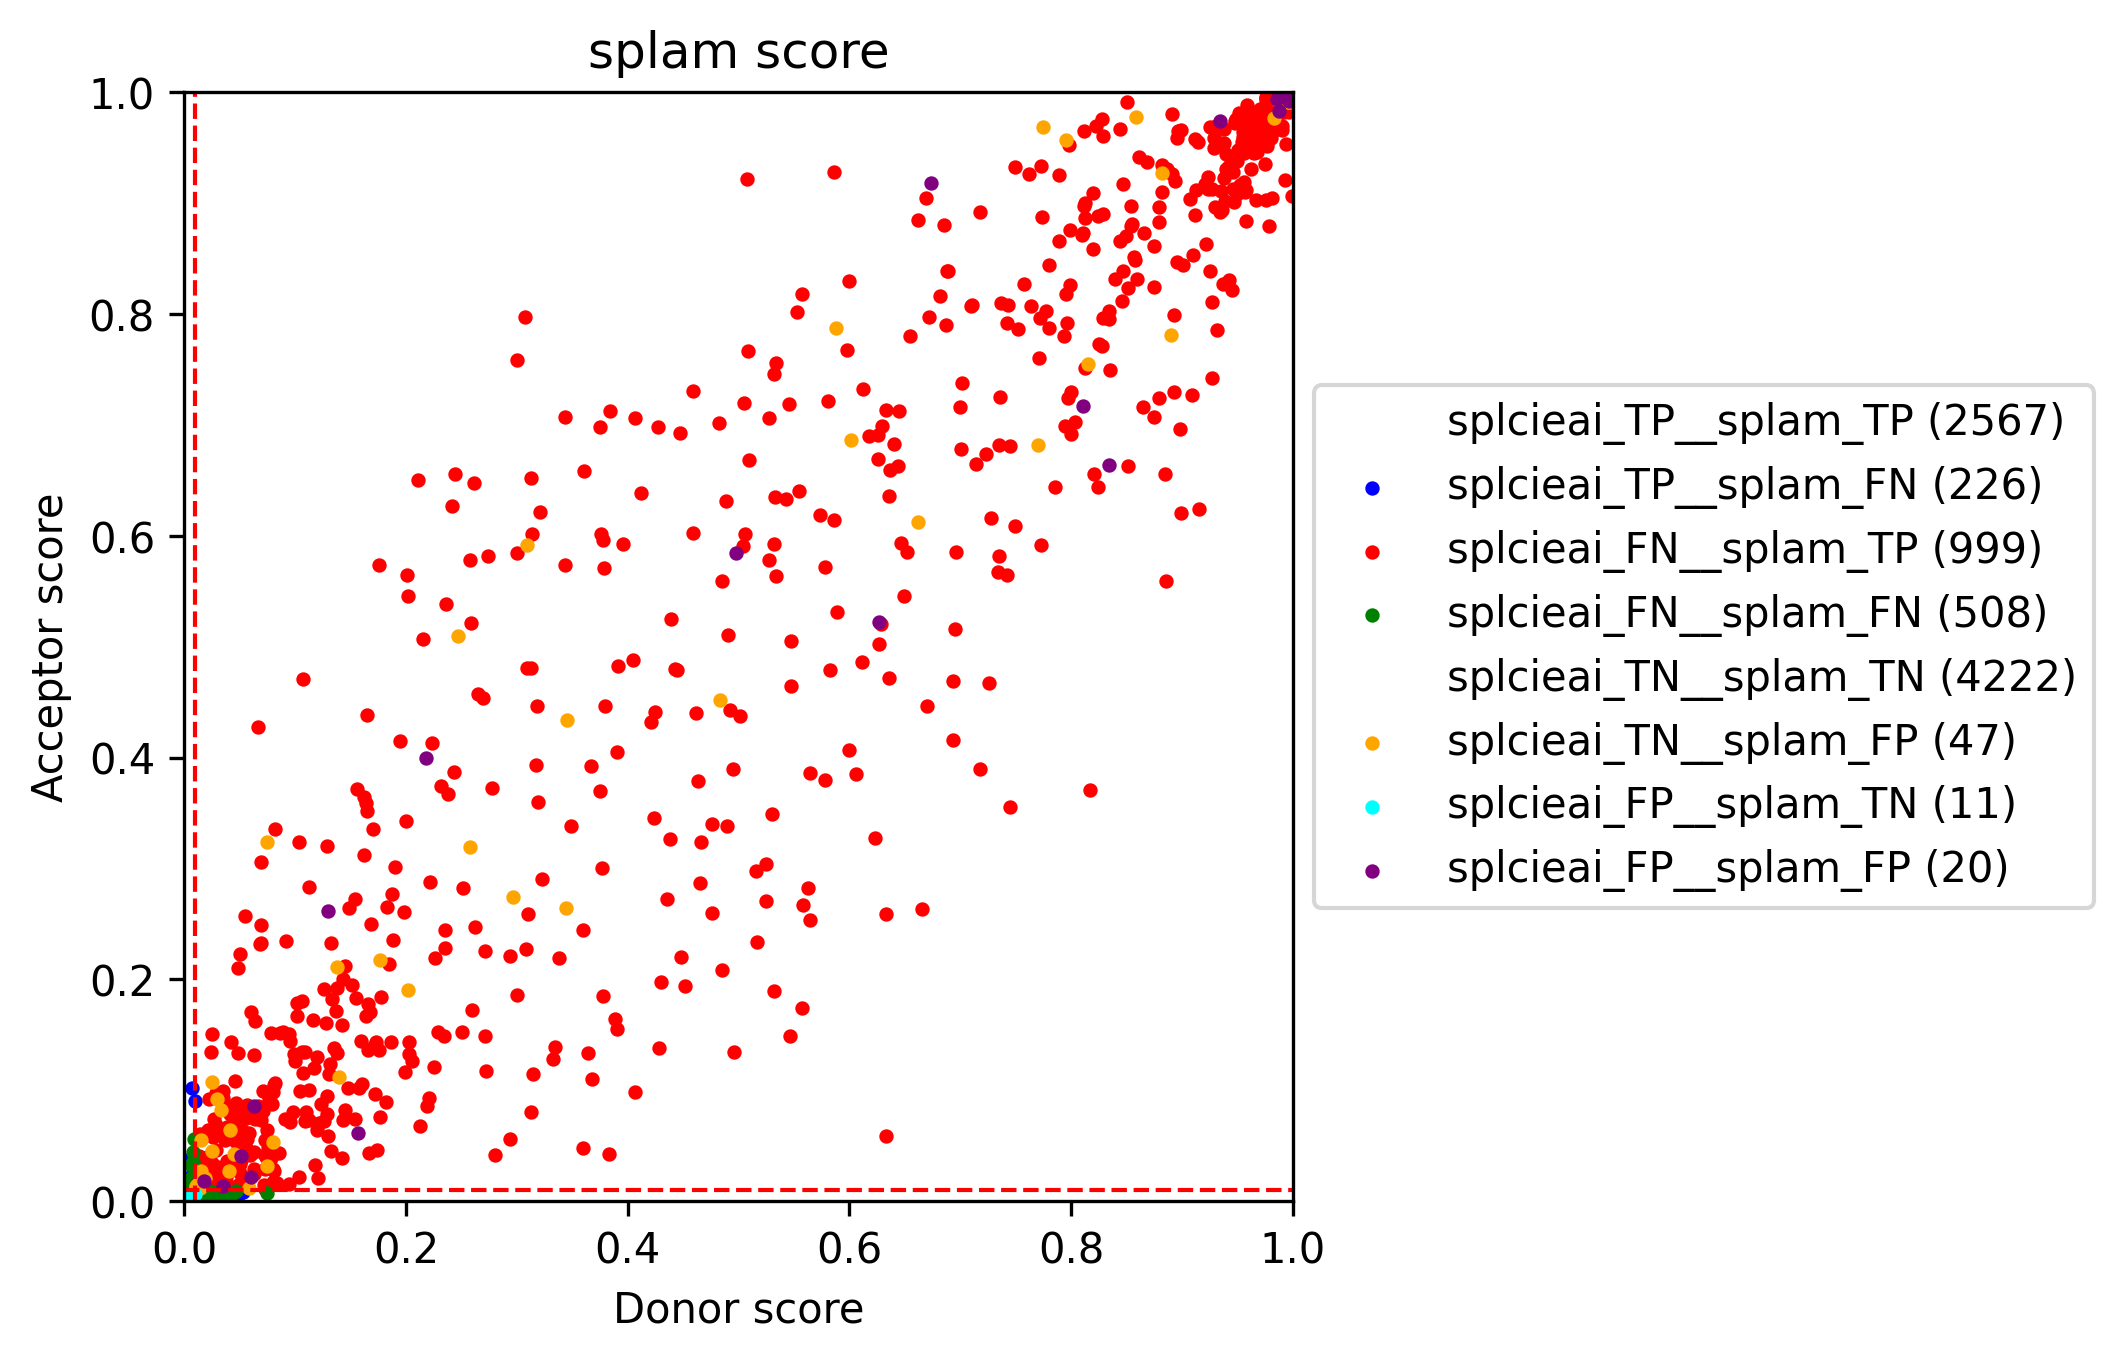 splam score
Acceptor score
1.0
0.8
0.6
0.4
0.2
0.0
0.0 0.2 0.4 0.6 0.8 1.0
Donor score
splcieai_TP__splam_TP (2567)
splcieai_TP__splam_FN (226)
splcieai_FN__splam_TP (999)
splcieai_FN__splam_FN (508)
splcieai_TN__splam_TN (4222)
splcieai_TN__splam_FP (47)
splcieai_FP__splam_TN (11)
splcieai_FP__splam_FP (20)